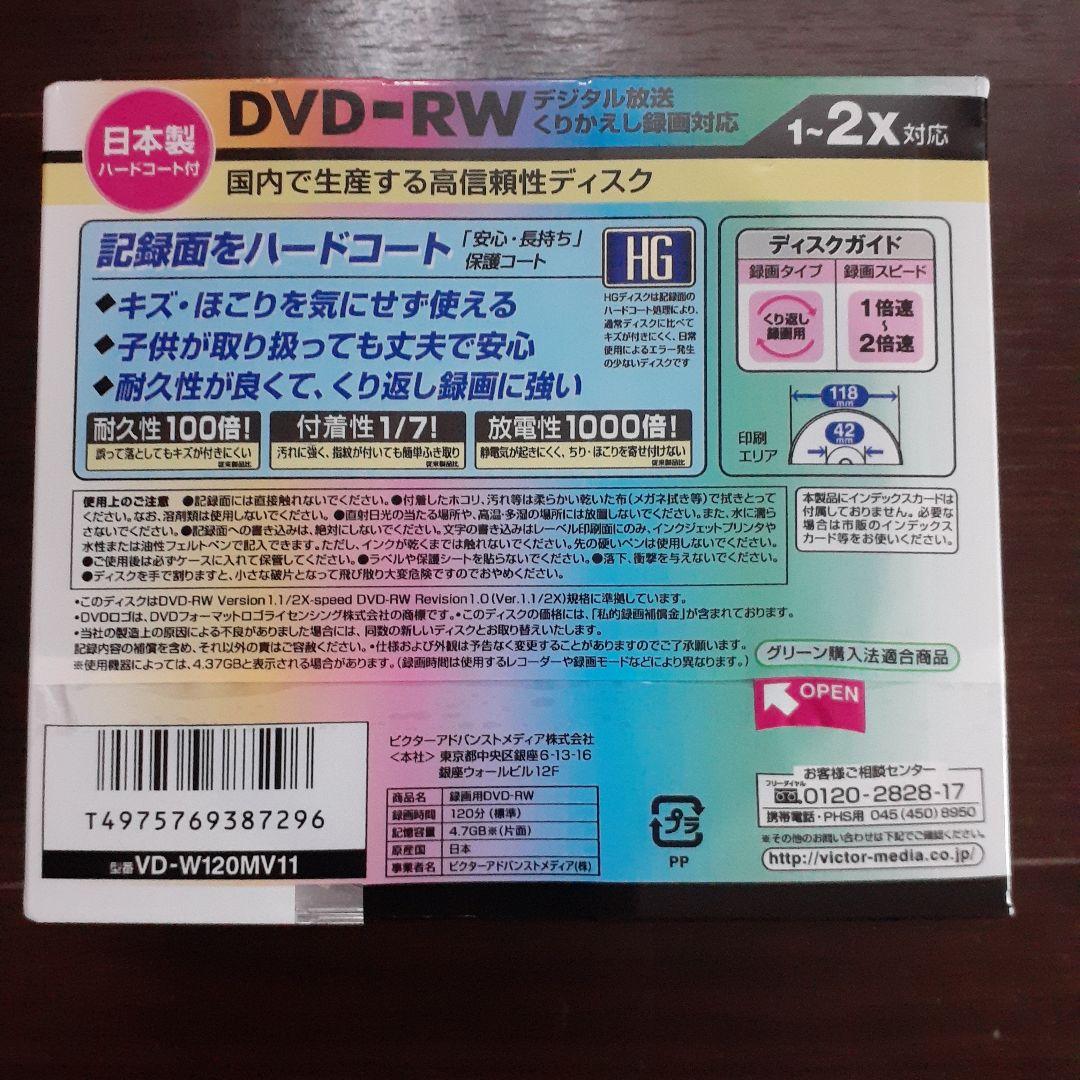 日本製
ハードコート付
DVD-RW
デジタル放送
くりかえし録画対応
1~2X対応
国内で生産する高信頼性ディスク
記録面をハードコート
「安心・長持ち」
保護コート
HG
HGディスクは記録面の
ハードコート処理により、
通常ディスクに比べて
キズが付きにくく、日常
使用によるエラー発生
の少ないディスクです
◆キズ・ほこりを気にせず使える
◆子供が取り扱っても丈夫で安心
◆耐久性が良くて、くり返し録画に強い
耐久性100倍!
誤って落としてもキズが付きにくい
従来製品比
付着性1/7!
汚れに強く、指紋が付いても簡単ふき取り
従来製品比
放電性1000倍!
静電気が起きにくく、ちり・ほこりを寄せ付けない
従来製品比
ディスクガイド
録画タイプ
録画スピード
くり返し
録画用
1倍速
~
2倍速
118
mm
42
mm
印刷
エリア
使用上のご注意 ●記録面には直接触れないでください。●付着したホコリ、汚れ等は柔らかい乾いた布(メガネ拭き等)で拭きとって
ください。なお、溶剤類は使用しないでください。●直射日光の当たる場所や、高温・多湿の場所には放置しないでください。また、水に濡ら
さないでください。●記録面への書き込みは、絶対にしないでください。文字の書き込みはレーベル印刷面にのみ、インクジェットプリンタや
水性または油性フェルトペンで記入できます。ただし、インクが乾くまでは触れないでください。先の硬いペンは使用しないでください。
●ご使用後は必ずケースに入れて保管してください。●ラベルや保護シートを貼らないでください。●落下、衝撃を与えないでください。
●ディスクを手で割りますと、小さな破片となって飛び散り大変危険ですのでおやめください。
本製品にインデックスカードは
付属しておりません。必要な
場合は市販のインデックス
カード等をお使いください。
•このディスクはDVD-RW Version1.1/2X-speed DVD-RW Revision1.0(Ver.1.1/2X)規格に準拠しています。
•DVDロゴは、DVDフォーマットロゴライセンシング株式会社の商標です。•このディスクの価格には、「私的録画補償金」が含まれております。
•当社の製造上の原因による不良がありました場合には、同数の新しいディスクとお取り替えいたします。
記録内容の補償を含め、それ以外の責はご容赦ください。•仕様および外観は予告なく変更することがありますのでご了承願います。
※使用機器によっては、4.37GBと表示される場合があります。(録画時間は使用するレコーダーや録画モードなどにより異なります。)
グリーン購入法適合商品
OPEN
T4975769387296
型番 VD-W120MV11
ビクターアドバンストメディア株式会社
<本社> 東京都中央区銀座6-13-16
銀座ウォールビル12F
商品名 録画用DVD-RW
録画時間 120分(標準)
記憶容量 4.7GB※(片面)
原産国 日本
事業者名 ビクターアドバンストメディア(株)
プラ
PP
お客様ご相談センター
フリーダイヤル
0120-2828-17
携帯電話・PHS用 045(450)8950
※その他のお問い合わせは下記でご確認ください。
http://victor-media.co.jp/